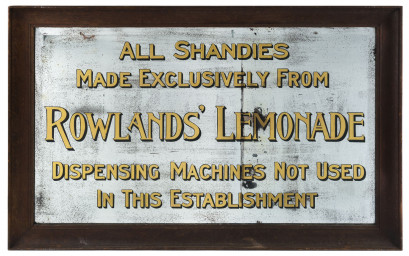 All Shandies
Made Exclusively From
Rowlands' Lemonade
Dispensing Machines Not Used
In This Establishment